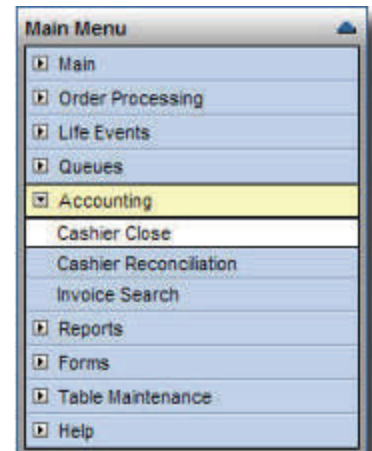 Main Menu
Main
Order Processing
Life Events
Queues
Accounting
Cashier Close
Cashier Reconciliation
Invoice Search
Reports
Forms
Table Maintenance
Help